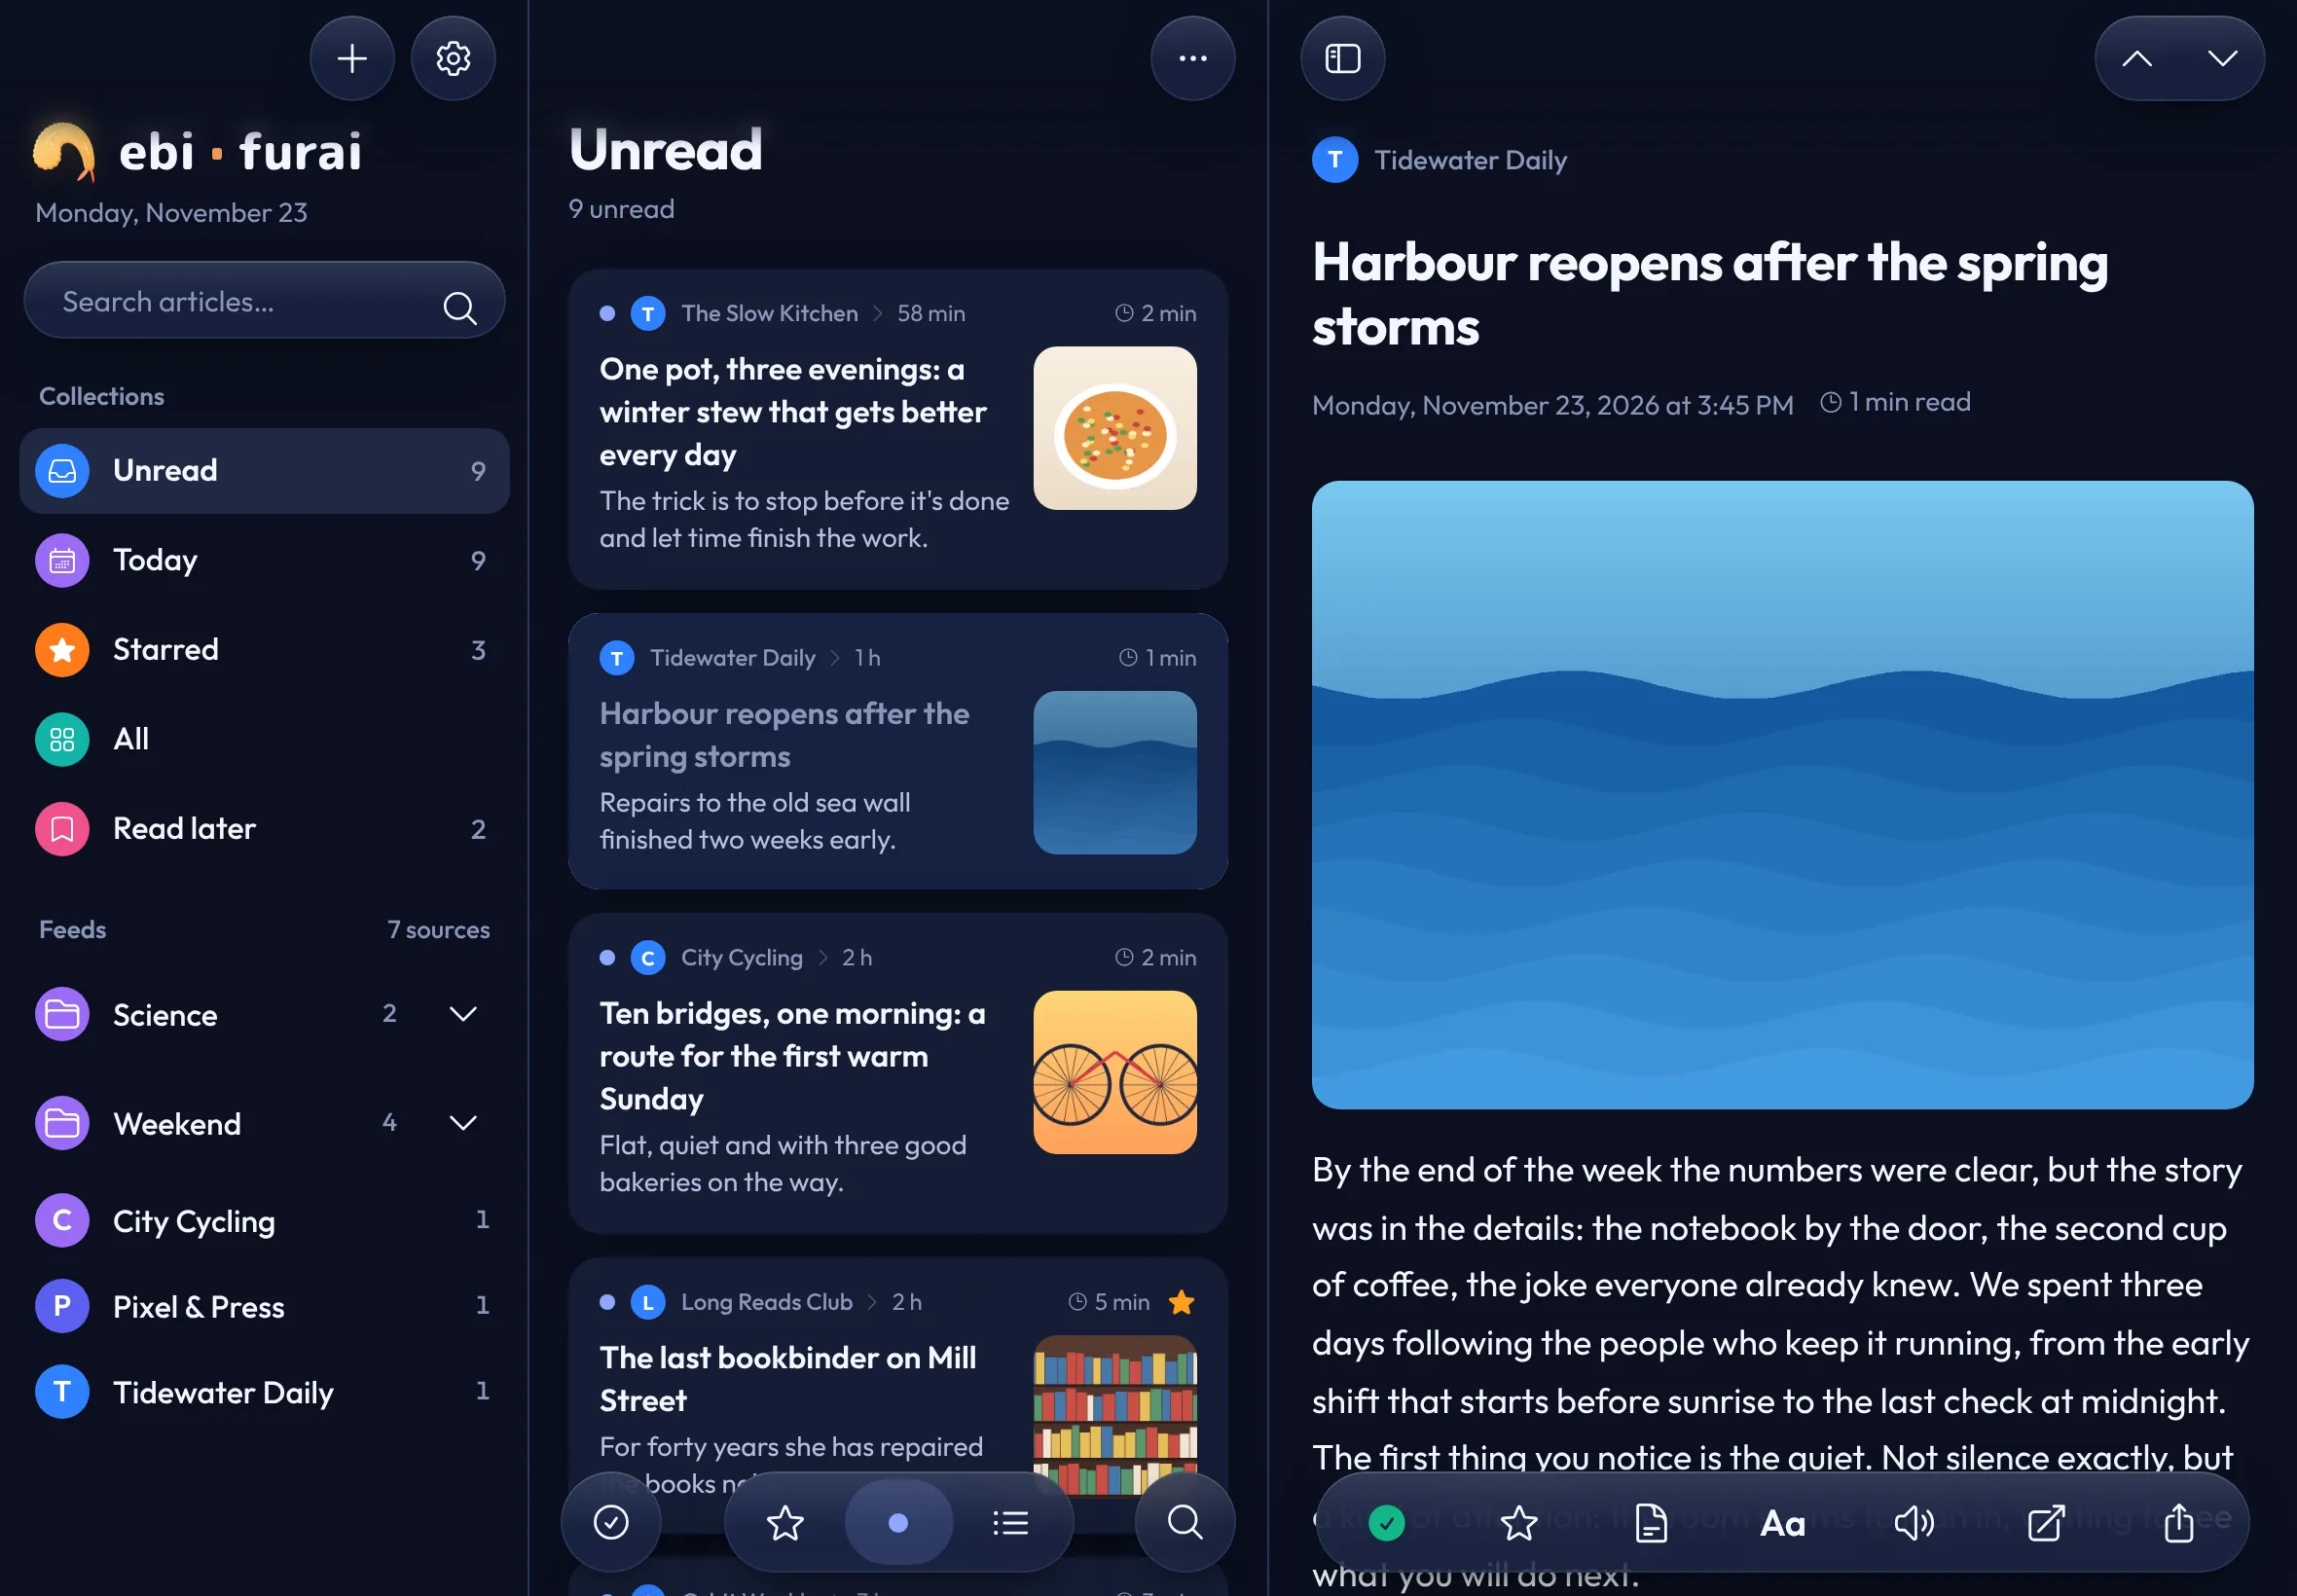 ebi · furai
Monday, November 23
Search articles...
Collections
Unread 9
Today 9
Starred 3
All
Read later 2
Feeds 7 sources
Science 2
Weekend 4
C City Cycling 1
P Pixel & Press 1
T Tidewater Daily 1
Unread
9 unread
T The Slow Kitchen > 58 min 2 min
One pot, three evenings: a
winter stew that gets better
every day
The trick is to stop before it's done
and let time finish the work.
T Tidewater Daily > 1 h 1 min
Harbour reopens after the
spring storms
Repairs to the old sea wall
finished two weeks early.
C City Cycling > 2 h 2 min
Ten bridges, one morning: a
route for the first warm
Sunday
Flat, quiet and with three good
bakeries on the way.
L Long Reads Club > 2 h 5 min
The last bookbinder on Mill
Street
For forty years she has repaired
the books
T Tidewater Daily
Harbour reopens after the spring
storms
Monday, November 23, 2026 at 3:45 PM 1 min read
By the end of the week the numbers were clear, but the story
was in the details: the notebook by the door, the second cup
of coffee, the joke everyone already knew. We spent three
days following the people who keep it running, from the early
shift that starts before sunrise to the last check at midnight.
The first thing you notice is the quiet. Not silence exactly, but
Aa
what you will do next.